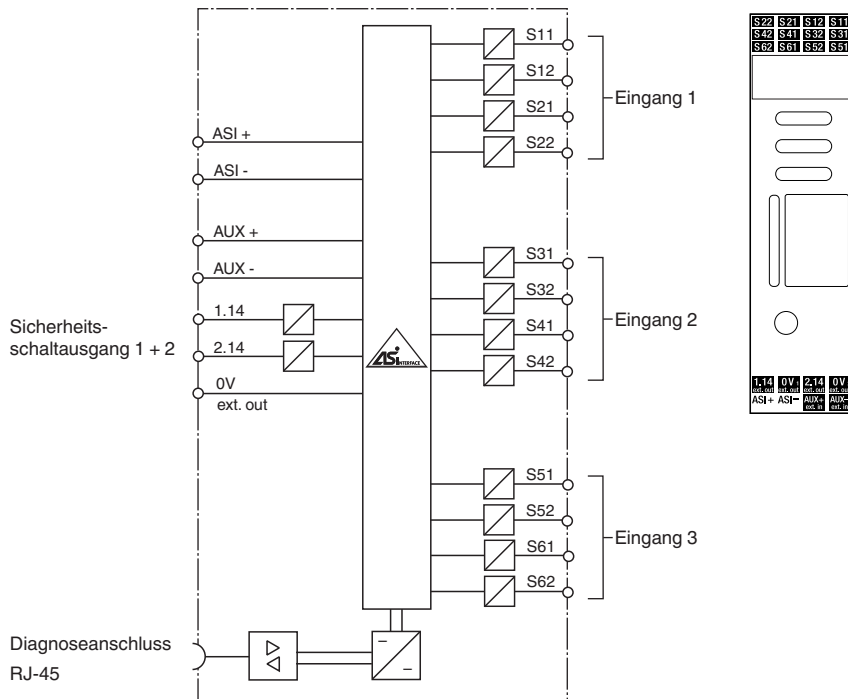 S11
S12
S21
S22
Eingang 1
ASI +
ASI -
AUX +
AUX -
1.14
2.14
0V
ext. out
Sicherheits-
schaltausgang 1 + 2
ASi INTERFACE
S31
S32
S41
S42
Eingang 2
S51
S52
S61
S62
Eingang 3
Diagnoseanschluss
RJ-45
S22 S21 S12 S11
S42 S41 S32 S31
S62 S61 S52 S51
1.14 0V 2.14 0V
ext. out ext. out ext. out ext. out
ASI+ ASI- AUX+ AUX-
ext. in ext. in